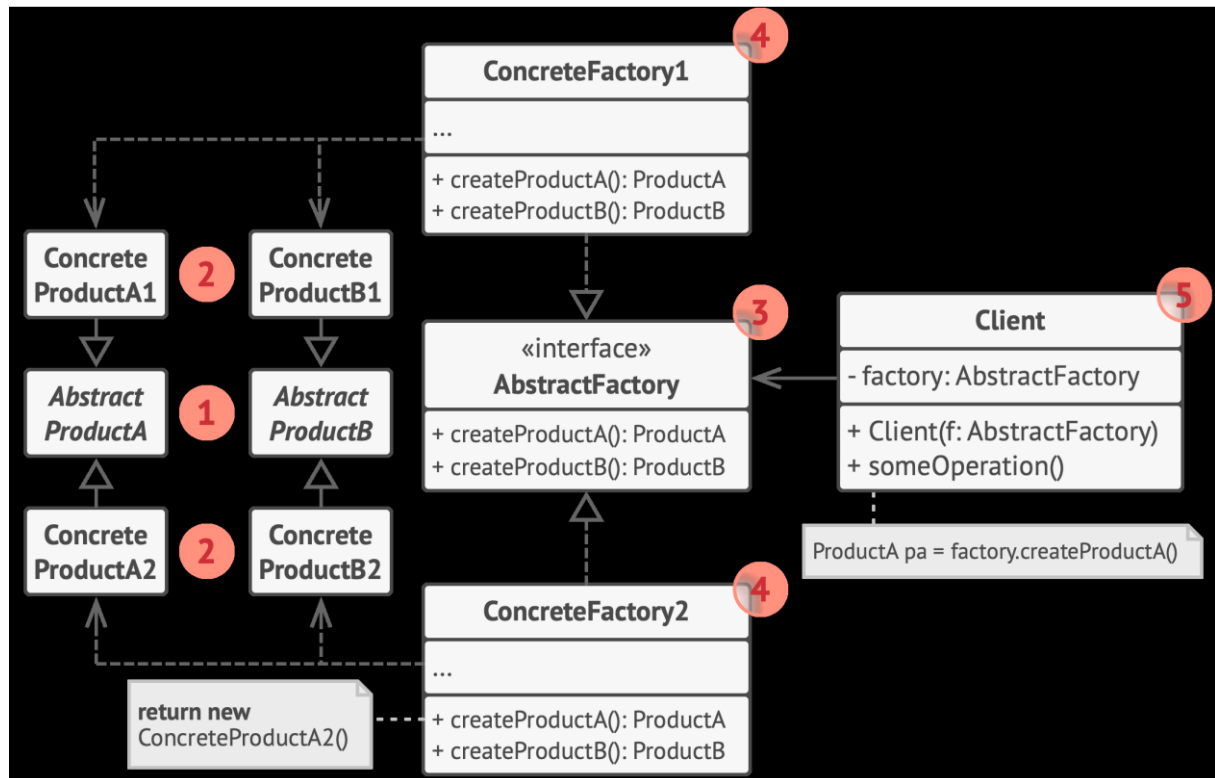 4
ConcreteFactory1
...
+ createProductA(): ProductA
+ createProductB(): ProductB
Concrete
ProductA1
2
Concrete
ProductB1
Abstract
ProductA
1
Abstract
ProductB
Concrete
ProductA2
2
Concrete
ProductB2
3
«interface»
AbstractFactory
+ createProductA(): ProductA
+ createProductB(): ProductB
5
Client
- factory: AbstractFactory
+ Client(f: AbstractFactory)
+ someOperation()
ProductA pa = factory.createProductA()
4
ConcreteFactory2
...
+ createProductA(): ProductA
+ createProductB(): ProductB
return new
ConcreteProductA2()